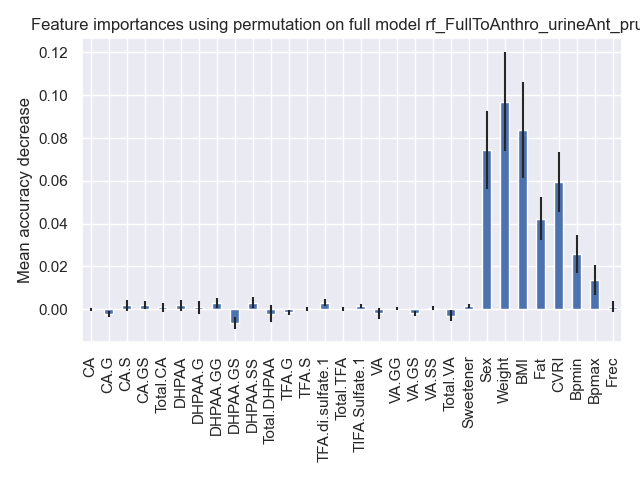 Feature importances using permutation on full model rf_FullToAnthro_urineAnt_pru
Mean accuracy decrease
0.12
0.10
0.08
0.06
0.04
0.02
0.00
CA
CA.G
CA.S
CA.GS
Total.CA
DHPAA
DHPAA.G
DHPAA.GG
DHPAA.GS
DHPAA.SS
Total.DHPAA
TFA.G
TFA.S
TFA.di.sulfate.1
Total.TFA
TIFA.Sulfate.1
VA
VA.GG
VA.GS
VA.SS
Total.VA
Sweetener
Sex
Weight
BMI
Fat
CVRI
Bpmin
Bpmax
Frec